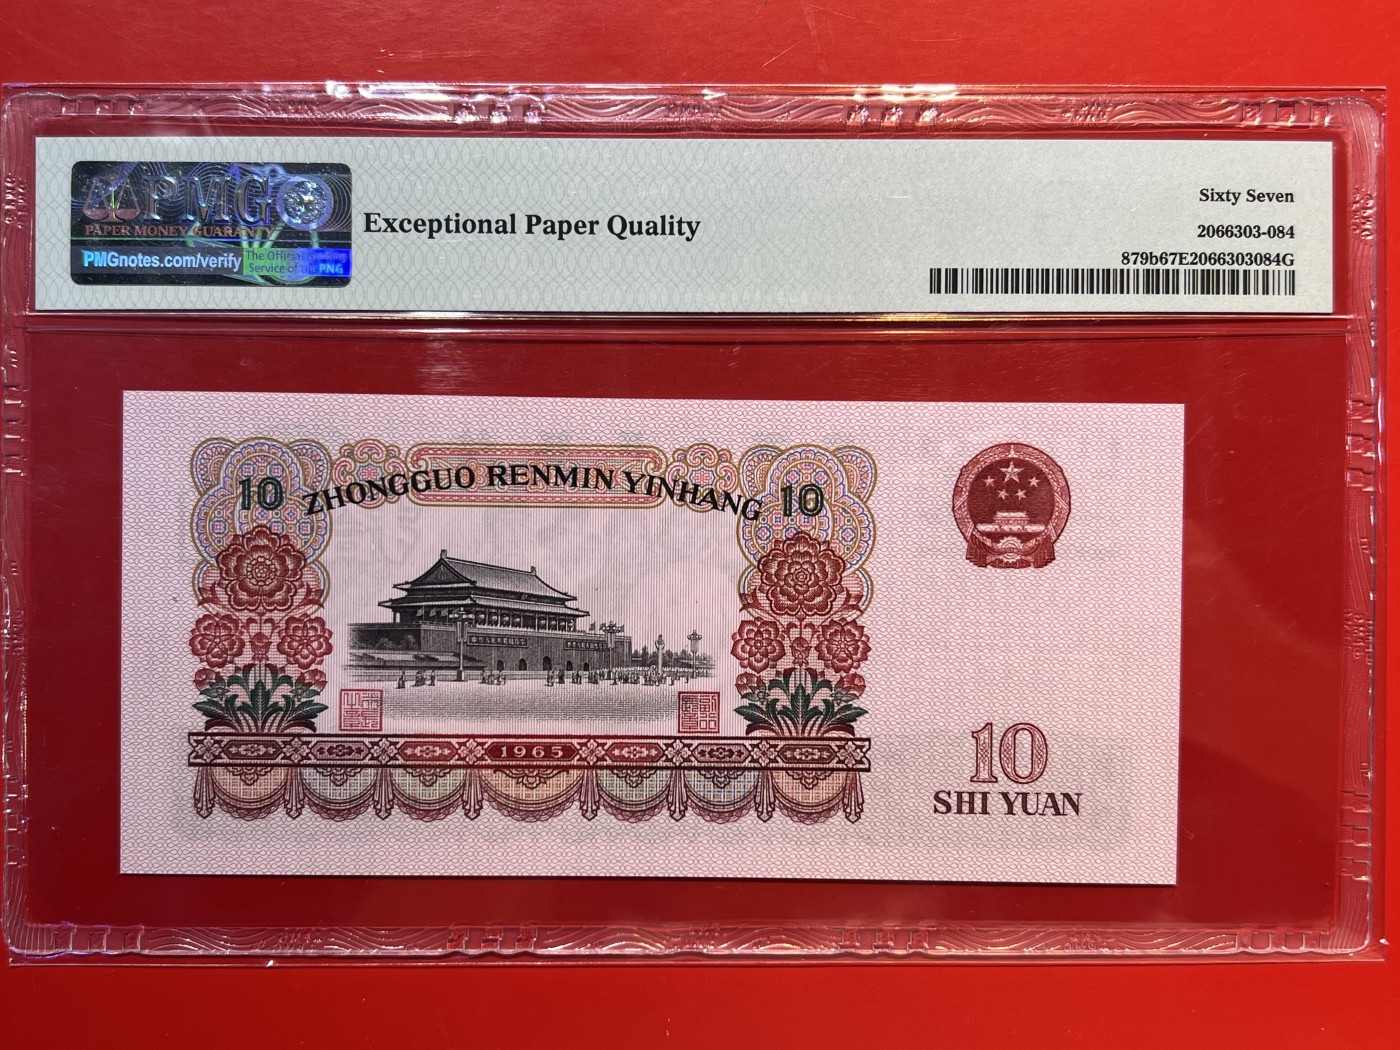 PMG
PAPER MONEY GUARANTY
PMGnotes.com/verify
The Official Grading
Service of the PNG
Exceptional Paper Quality
Sixty Seven
2066303-084
879b67E2066303084G
10 ZHONGGUO RENMIN YINHANG 10
1965
10
SHI YUAN